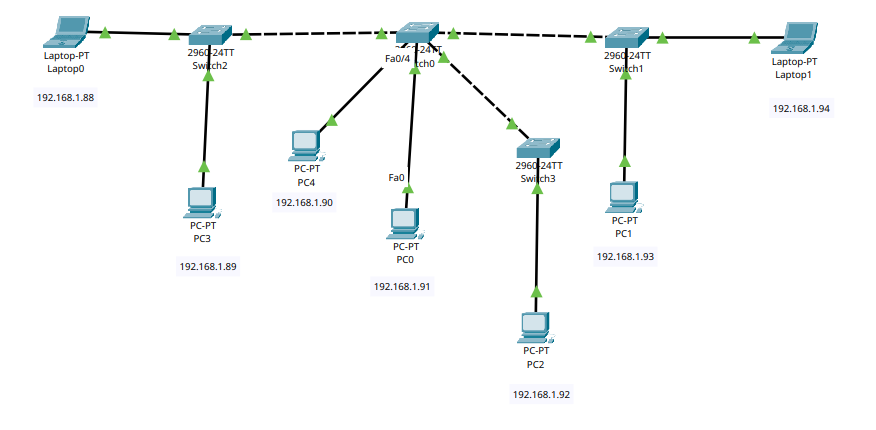 Laptop-PT
Laptop0
192.168.1.88
2960-24TT
Switch2
Fa0/4
2960-24TT
Switch1
Laptop-PT
Laptop1
192.168.1.94
PC-PT
PC4
192.168.1.90
2960-24TT
Switch3
Fa0
PC-PT
PC3
192.168.1.89
PC-PT
PC0
192.168.1.91
PC-PT
PC1
192.168.1.93
PC-PT
PC2
192.168.1.92